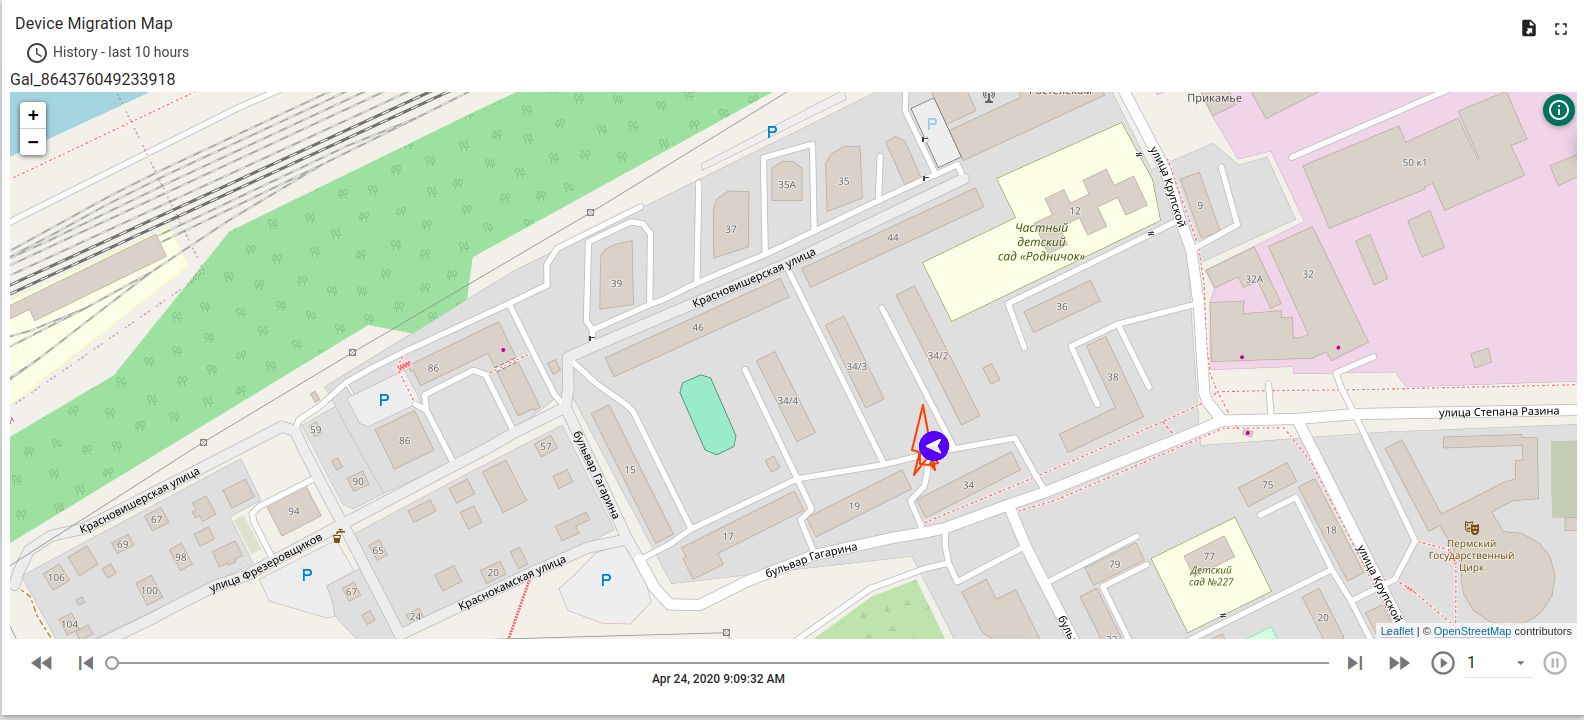 Device Migration Map
History - last 10 hours
Gal_864376049233918
+
−
P
P
Ростелеком
Прикамье
50 к1
35А
35
37
39
44
12
Частный
детский
сад «Родничок»
улица Крупской
9
32А
32
36
Красновишерская улица
46
34/2
34/3
34/4
38
86
P
86
59
57
90
94
15
бульвар Гагарина
улица Степана Разина
Красновишерская улица
67
69
98
106
100
104
улица Фрезеровщиков
P
65
67
20
24
Краснокамская улица
P
17
19
34
бульвар Гагарина
75
18
77
Детский
сад №227
79
20
улица Крупской
Пермский
Государственный
Цирк
буль
Leaflet | © OpenStreetMap contributors
1
Apr 24, 2020 9:09:32 AM